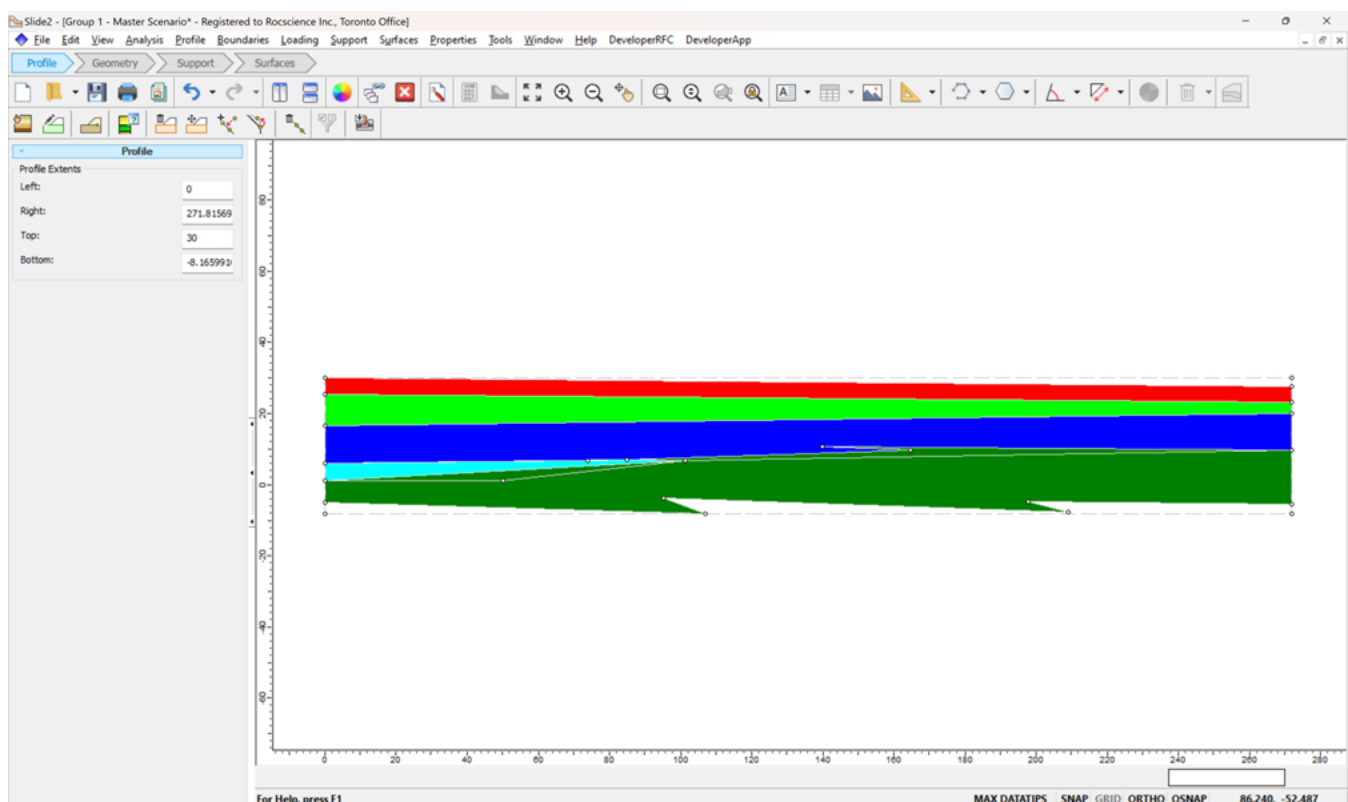 Slide2 - [Group 1 - Master Scenario* - Registered to Rocscience Inc., Toronto Office]
File Edit View Analysis Profile Boundaries Loading Support Surfaces Properties Tools Window Help DeveloperRFC DeveloperApp
Profile Geometry Support Surfaces
Profile
Profile Extents
Left: 0
Right: 271.81569
Top: 30
Bottom: -8.165991
80
60
40
20
0
-20
-40
-60
0 20 40 60 80 100 120 140 160 180 200 220 240 260 280
For Help, press F1
MAX DATATIPS SNAP GRID ORTHO OSNAP 86.240, -52.487